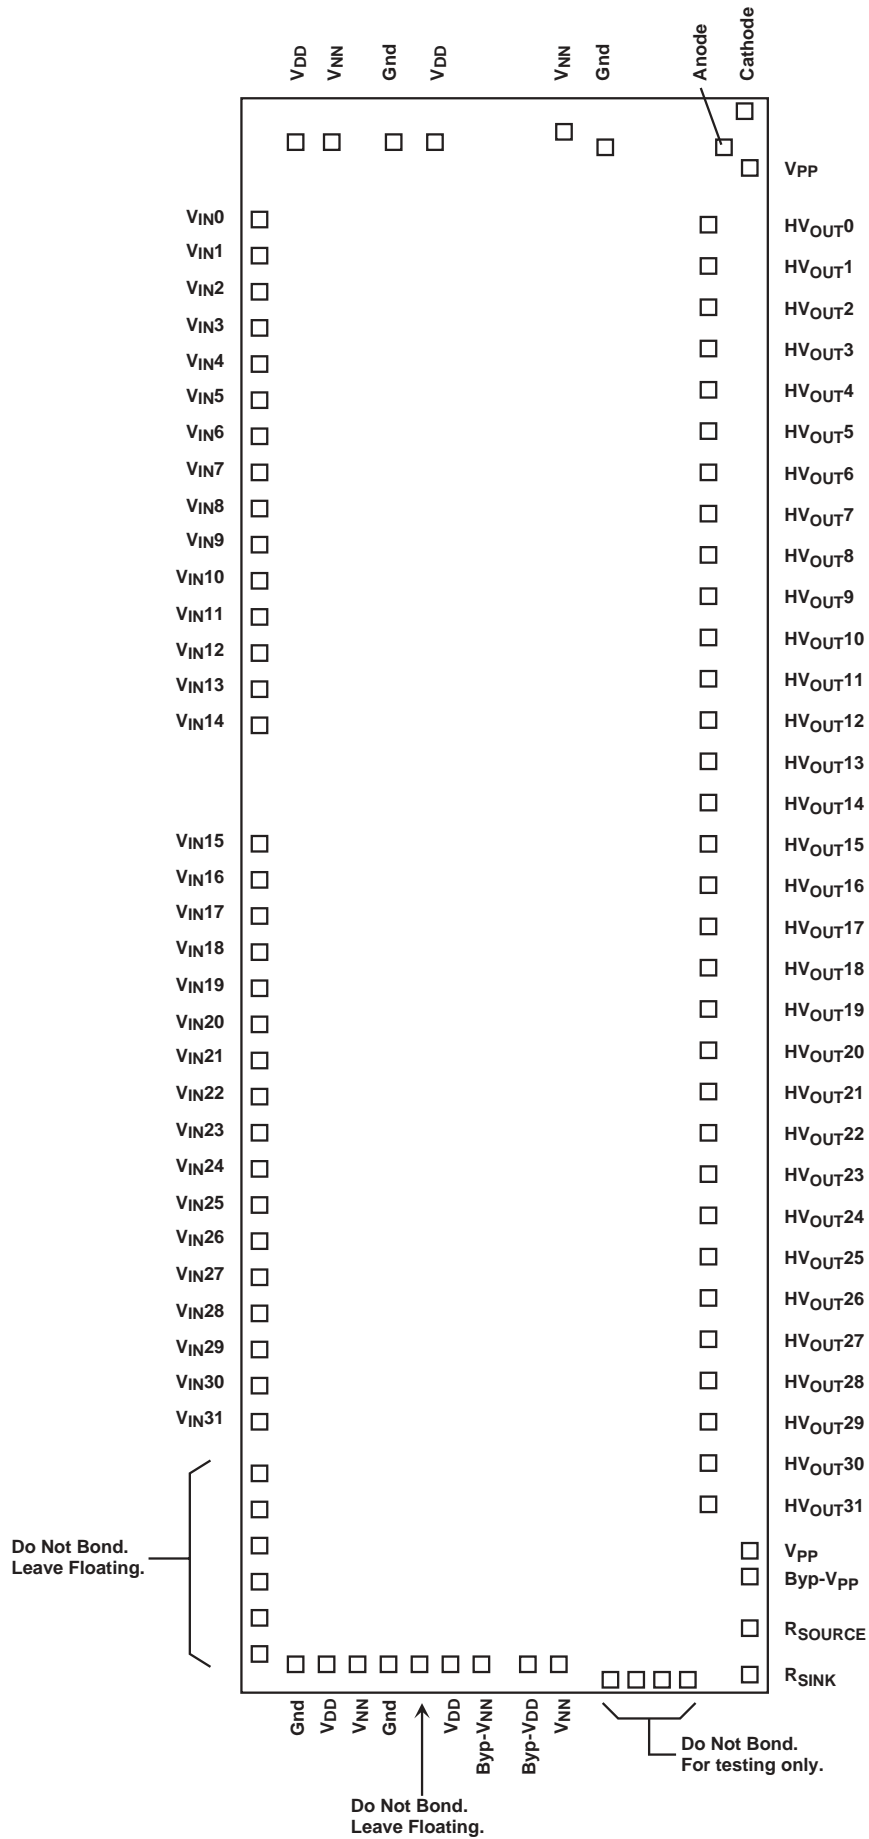 VDD
VNN
Gnd
VDD
VNN
Gnd
Anode
Cathode
VPP
VIN0
VIN1
VIN2
VIN3
VIN4
VIN5
VIN6
VIN7
VIN8
VIN9
VIN10
VIN11
VIN12
VIN13
VIN14
VIN15
VIN16
VIN17
VIN18
VIN19
VIN20
VIN21
VIN22
VIN23
VIN24
VIN25
VIN26
VIN27
VIN28
VIN29
VIN30
VIN31
Do Not Bond.
Leave Floating.
HVOUT0
HVOUT1
HVOUT2
HVOUT3
HVOUT4
HVOUT5
HVOUT6
HVOUT7
HVOUT8
HVOUT9
HVOUT10
HVOUT11
HVOUT12
HVOUT13
HVOUT14
HVOUT15
HVOUT16
HVOUT17
HVOUT18
HVOUT19
HVOUT20
HVOUT21
HVOUT22
HVOUT23
HVOUT24
HVOUT25
HVOUT26
HVOUT27
HVOUT28
HVOUT29
HVOUT30
HVOUT31
VPP
Byp-VPP
RSOURCE
RSINK
Gnd
VDD
VNN
Gnd
VDD
Byp-VNN
Byp-VDD
VNN
Do Not Bond.
For testing only.
Do Not Bond.
Leave Floating.